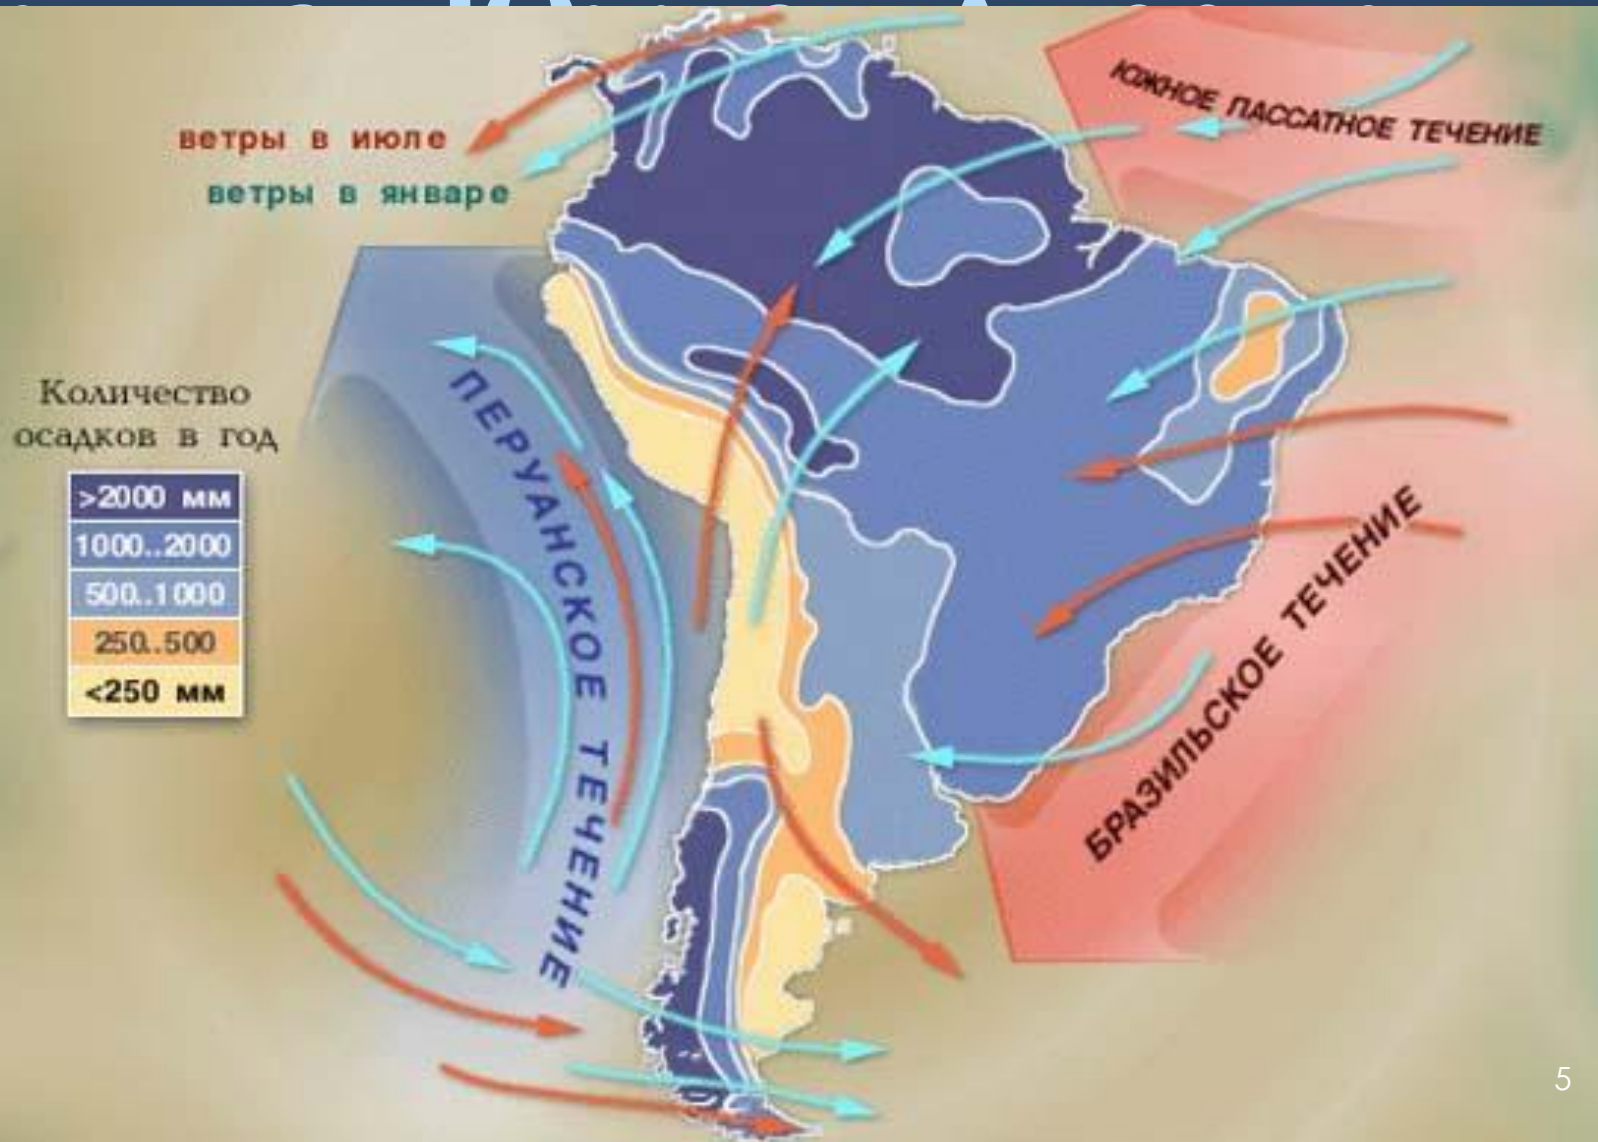 ЮЖНОЕ ПАССАТНОЕ ТЕЧЕНИЕ
ветры в июле
ветры в январе
Количество
осадков в год
>2000 мм
1000..2000
500..1000
250..500
<250 мм
ПЕРУАНСКОЕ ТЕЧЕНИЕ
БРАЗИЛЬСКОЕ ТЕЧЕНИЕ
5